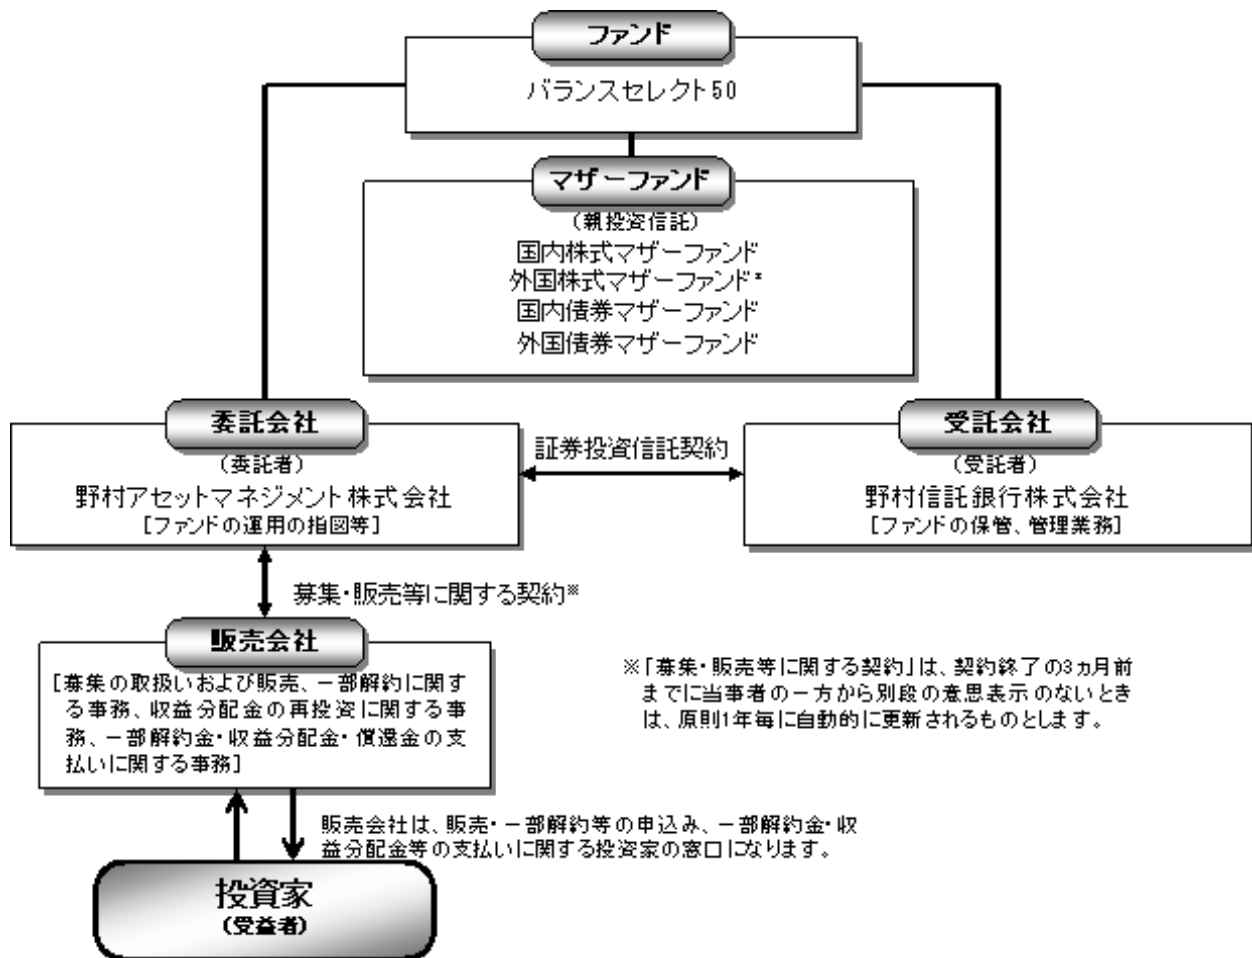 ファンド
バランスセレクト50
マザーファンド
(親投資信託)
国内株式マザーファンド
外国株式マザーファンド*
国内債券マザーファンド
外国債券マザーファンド
委託会社
(委託者)
野村アセットマネジメント株式会社
[ファンドの運用の指図等]
証券投資信託契約
受託会社
(受託者)
野村信託銀行株式会社
[ファンドの保管、管理業務]
募集・販売等に関する契約※
販売会社
[募集の取扱いおよび販売、一部解約に関す
る事務、収益分配金の再投資に関する事
務、一部解約金・収益分配金・償還金の支
払いに関する事務]
※「募集・販売等に関する契約」は、契約終了の3ヵ月前
までに当事者の一方から別段の意思表示のないとき
は、原則1年毎に自動的に更新されるものとします。
販売会社は、販売・一部解約等の申込み、一部解約金・収
益分配金等の支払いに関する投資家の窓口になります。
投資家
(受益者)